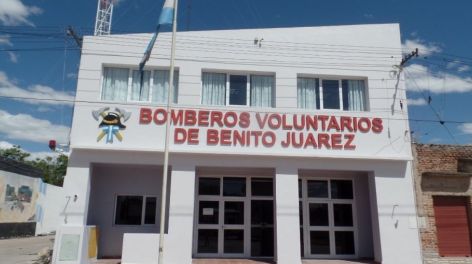 BOMBEROS VOLUNTARIOS
DE BENITO JUAREZ